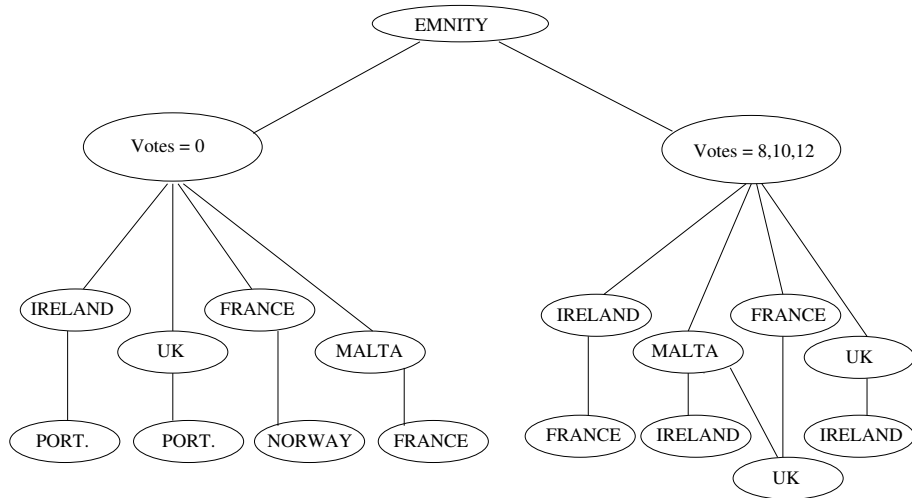 EMNITY
Votes = 0
Votes = 8,10,12
IRELAND
FRANCE
IRELAND
FRANCE
UK
MALTA
MALTA
UK
PORT.
PORT.
NORWAY
FRANCE
FRANCE
IRELAND
IRELAND
UK